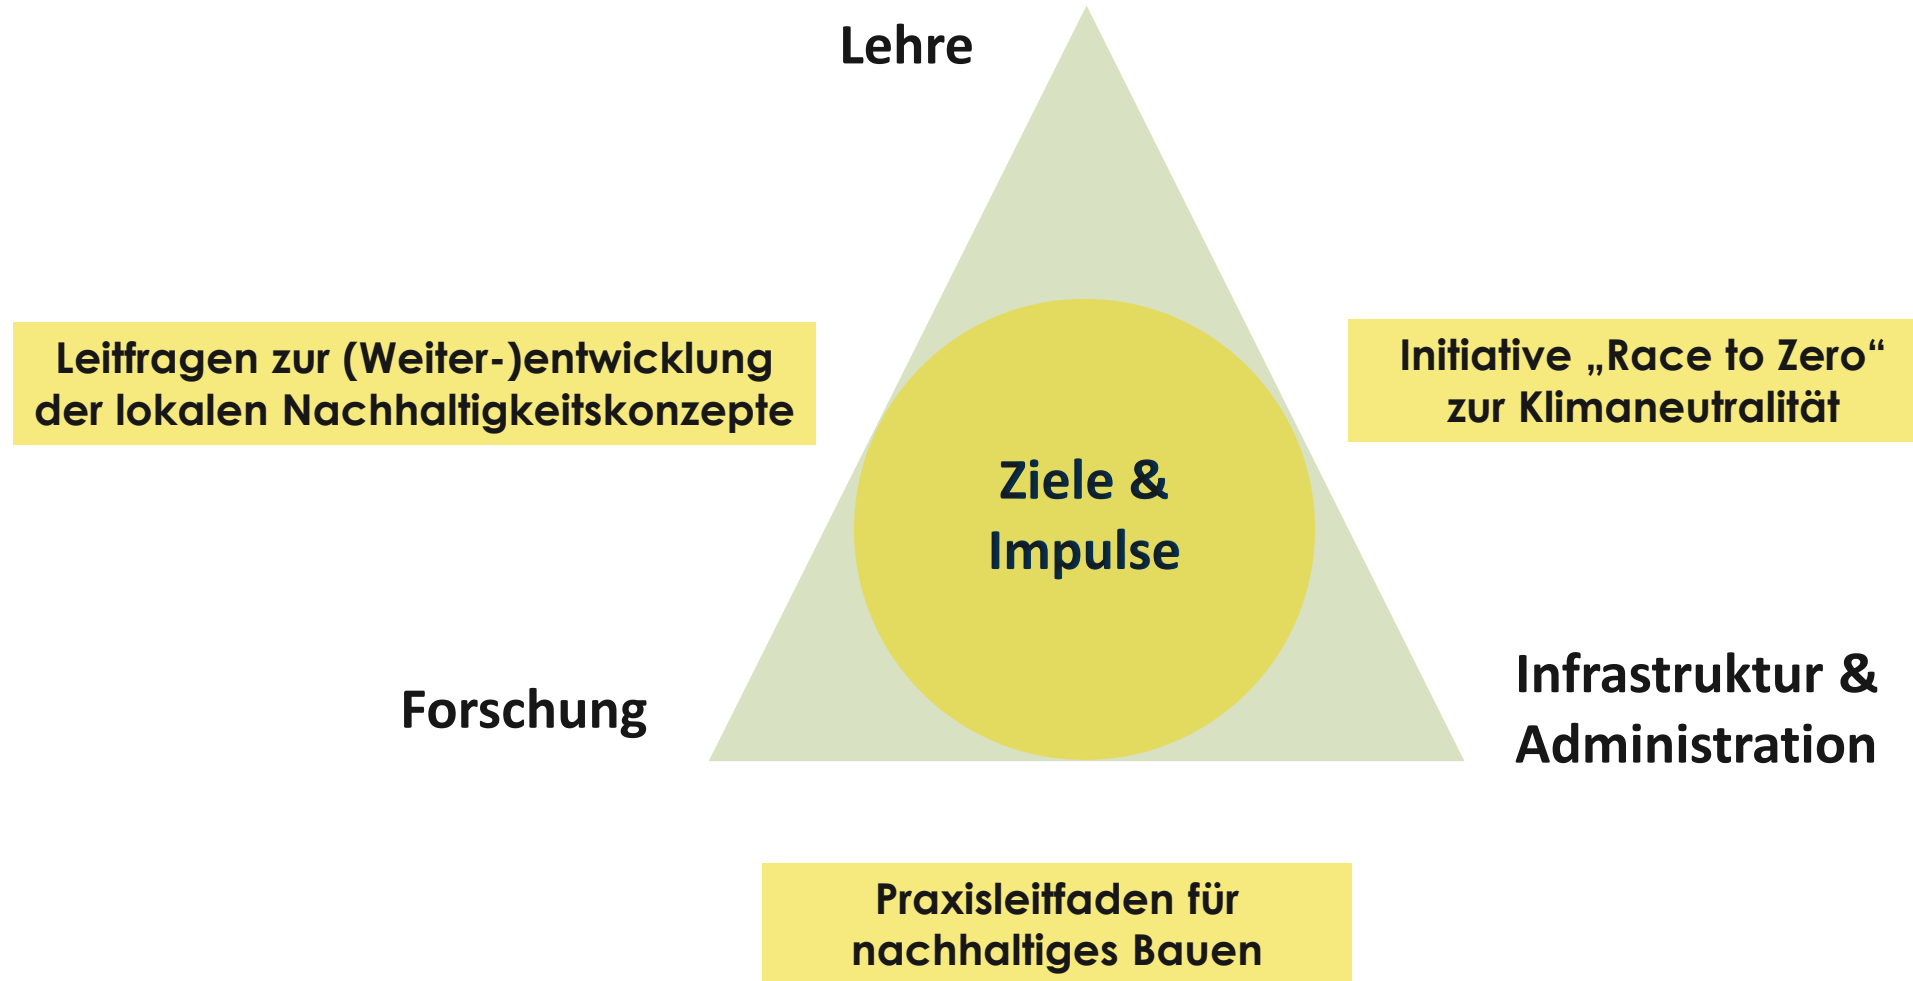 Lehre
Leitfragen zur (Weiter-)entwicklung
der lokalen Nachhaltigkeitskonzepte
Initiative „Race to Zero“
zur Klimaneutralität
Ziele &
Impulse
Forschung
Infrastruktur &
Administration
Praxisleitfaden für
nachhaltiges Bauen